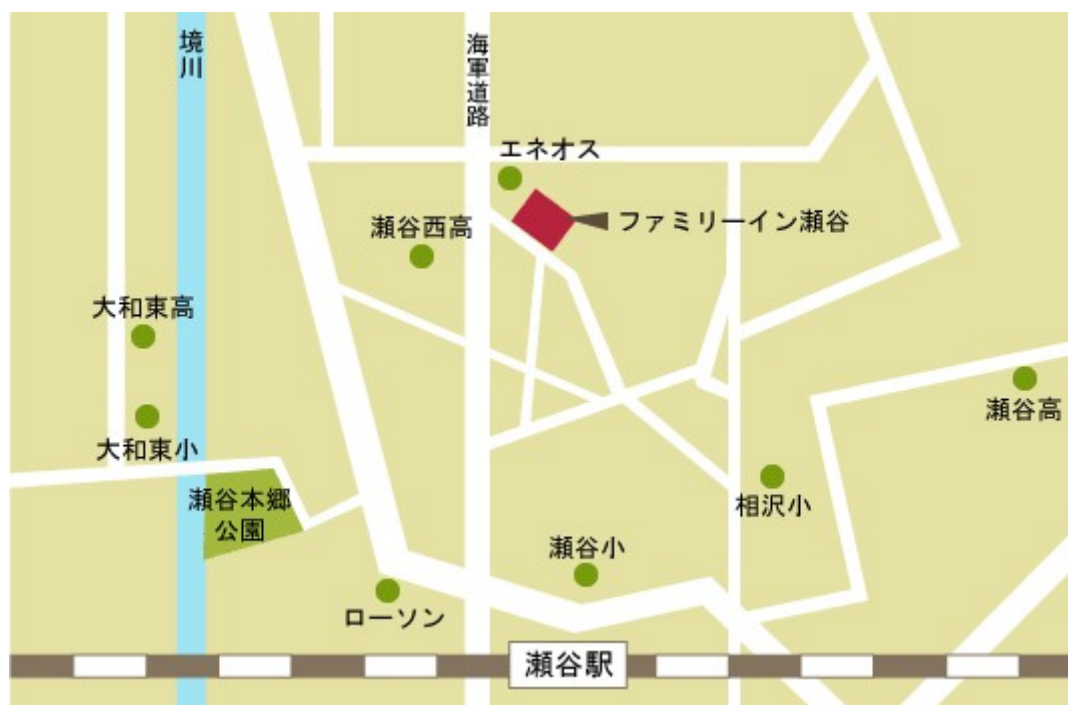 境川
海軍道路
エネオス
ファミリーイン瀬谷
瀬谷西高
大和東高
瀬谷高
大和東小
瀬谷本郷
公園
相沢小
瀬谷小
ローソン
瀬谷駅